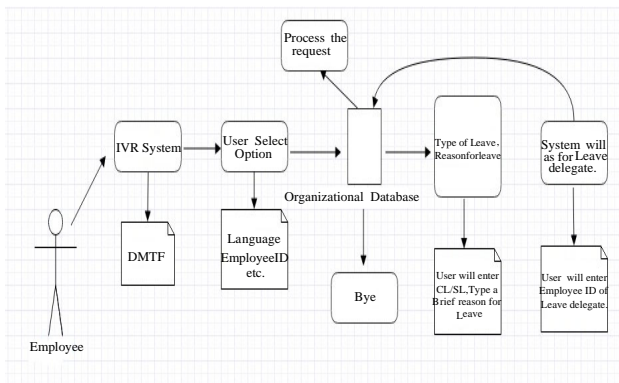 Process the
request
IVR System
User Select
Option
Type of Leave,
Reasonforleave
System will
as for Leave
delegate.
Organizational Database
DMTF
Language
EmployeeID
etc.
Bye
User will enter
CL/SL,Type a
Brief reason for
Leave
User will enter
Employee ID of
Leave delegate.
Employee